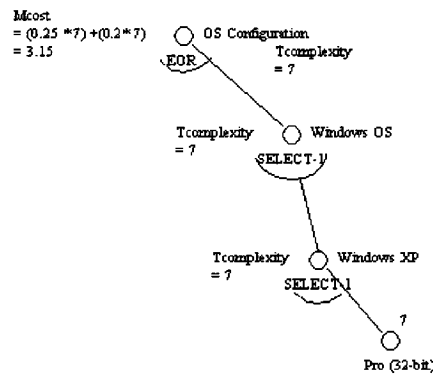 Mcost
= (0.25 *7) +(0.2* 7)
= 3.15
OS Configuration
EOR
Tcomplexity
= 7
Tcomplexity
= 7
Windows OS
SELECT-1
Tcomplexity
= 7
Windows XP
SELECT-1
7
Pro (32-bit)